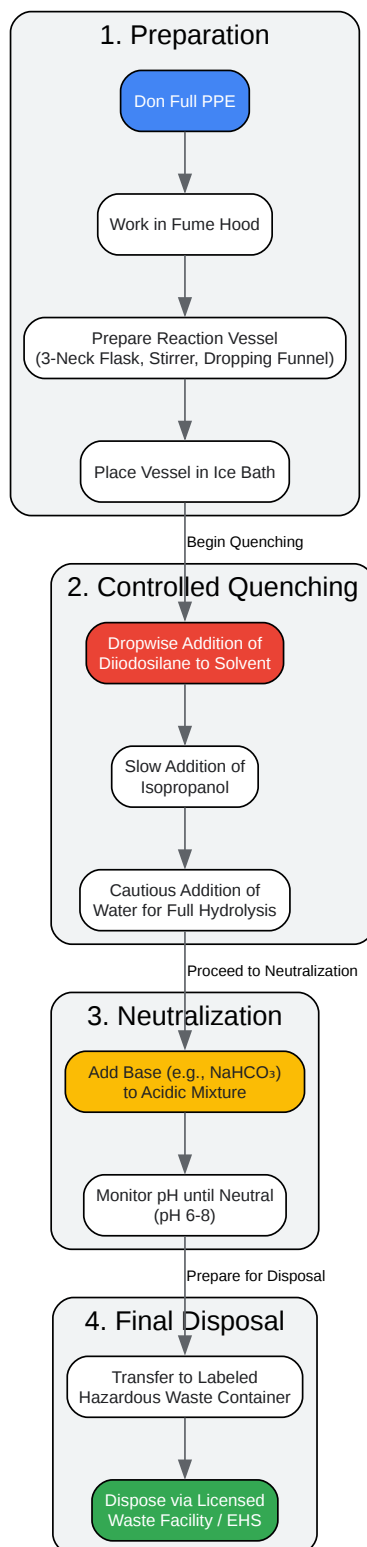 1. Preparation
Don Full PPE
Work in Fume Hood
Prepare Reaction Vessel
(3-Neck Flask, Stirrer, Dropping Funnel)
Place Vessel in Ice Bath
Begin Quenching
2. Controlled Quenching
Dropwise Addition of
Diiodosilane to Solvent
Slow Addition of
Isopropanol
Cautious Addition of
Water for Full Hydrolysis
Proceed to Neutralization
3. Neutralization
Add Base (e.g., NaHCO₃)
to Acidic Mixture
Monitor pH until Neutral
(pH 6-8)
Prepare for Disposal
4. Final Disposal
Transfer to Labeled
Hazardous Waste Container
Dispose via Licensed
Waste Facility / EHS